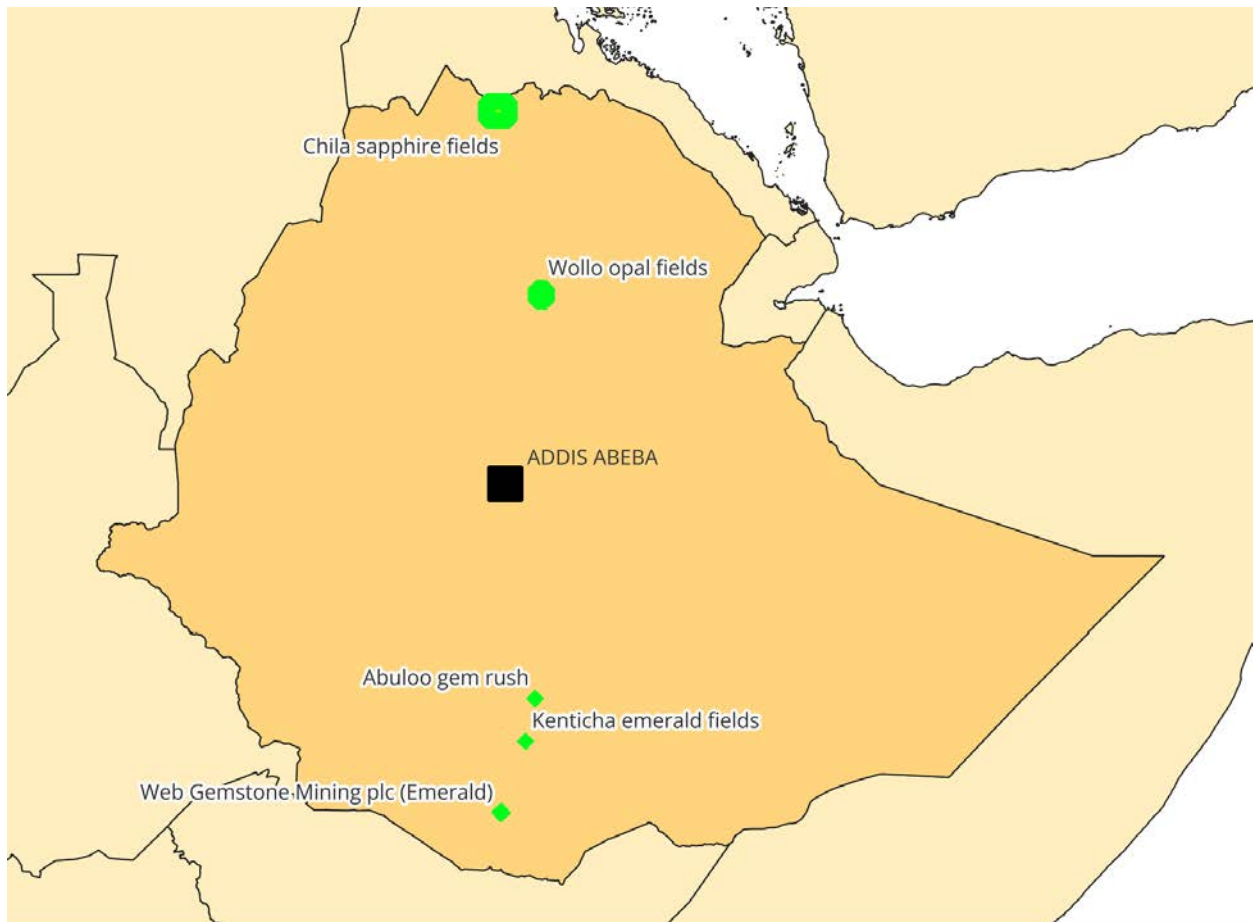 Chila sapphire fields
Wollo opal fields
ADDIS ABEBA
Abuloo gem rush
Kenticha emerald fields
Web Gemstone Mining plc (Emerald)